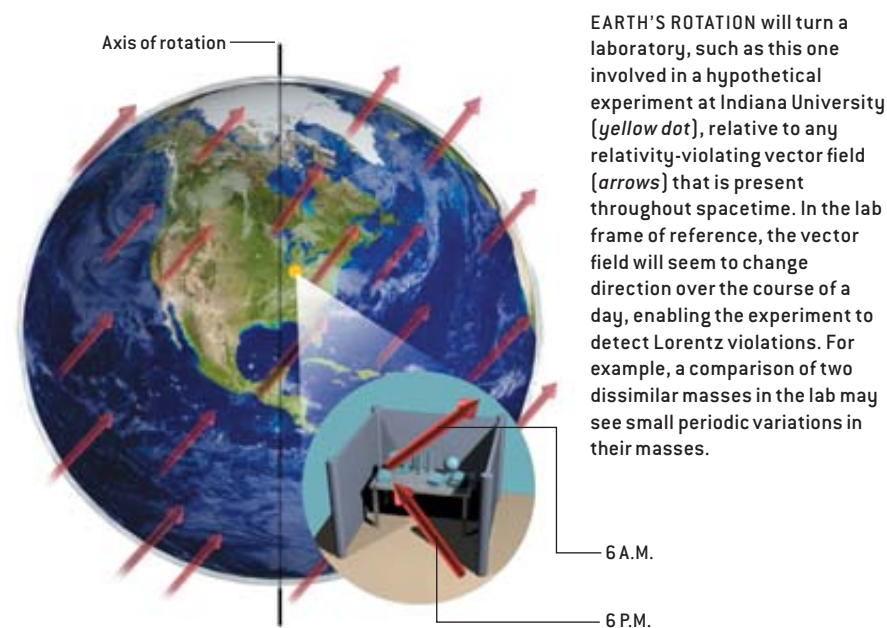 Axis of rotation
EARTH'S ROTATION will turn a
laboratory, such as this one
involved in a hypothetical
experiment at Indiana University
(yellow dot), relative to any
relativity-violating vector field
(arrows) that is present
throughout spacetime. In the lab
frame of reference, the vector
field will seem to change
direction over the course of a
day, enabling the experiment to
detect Lorentz violations. For
example, a comparison of two
dissimilar masses in the lab may
see small periodic variations in
their masses.
6 A.M.
6 P.M.